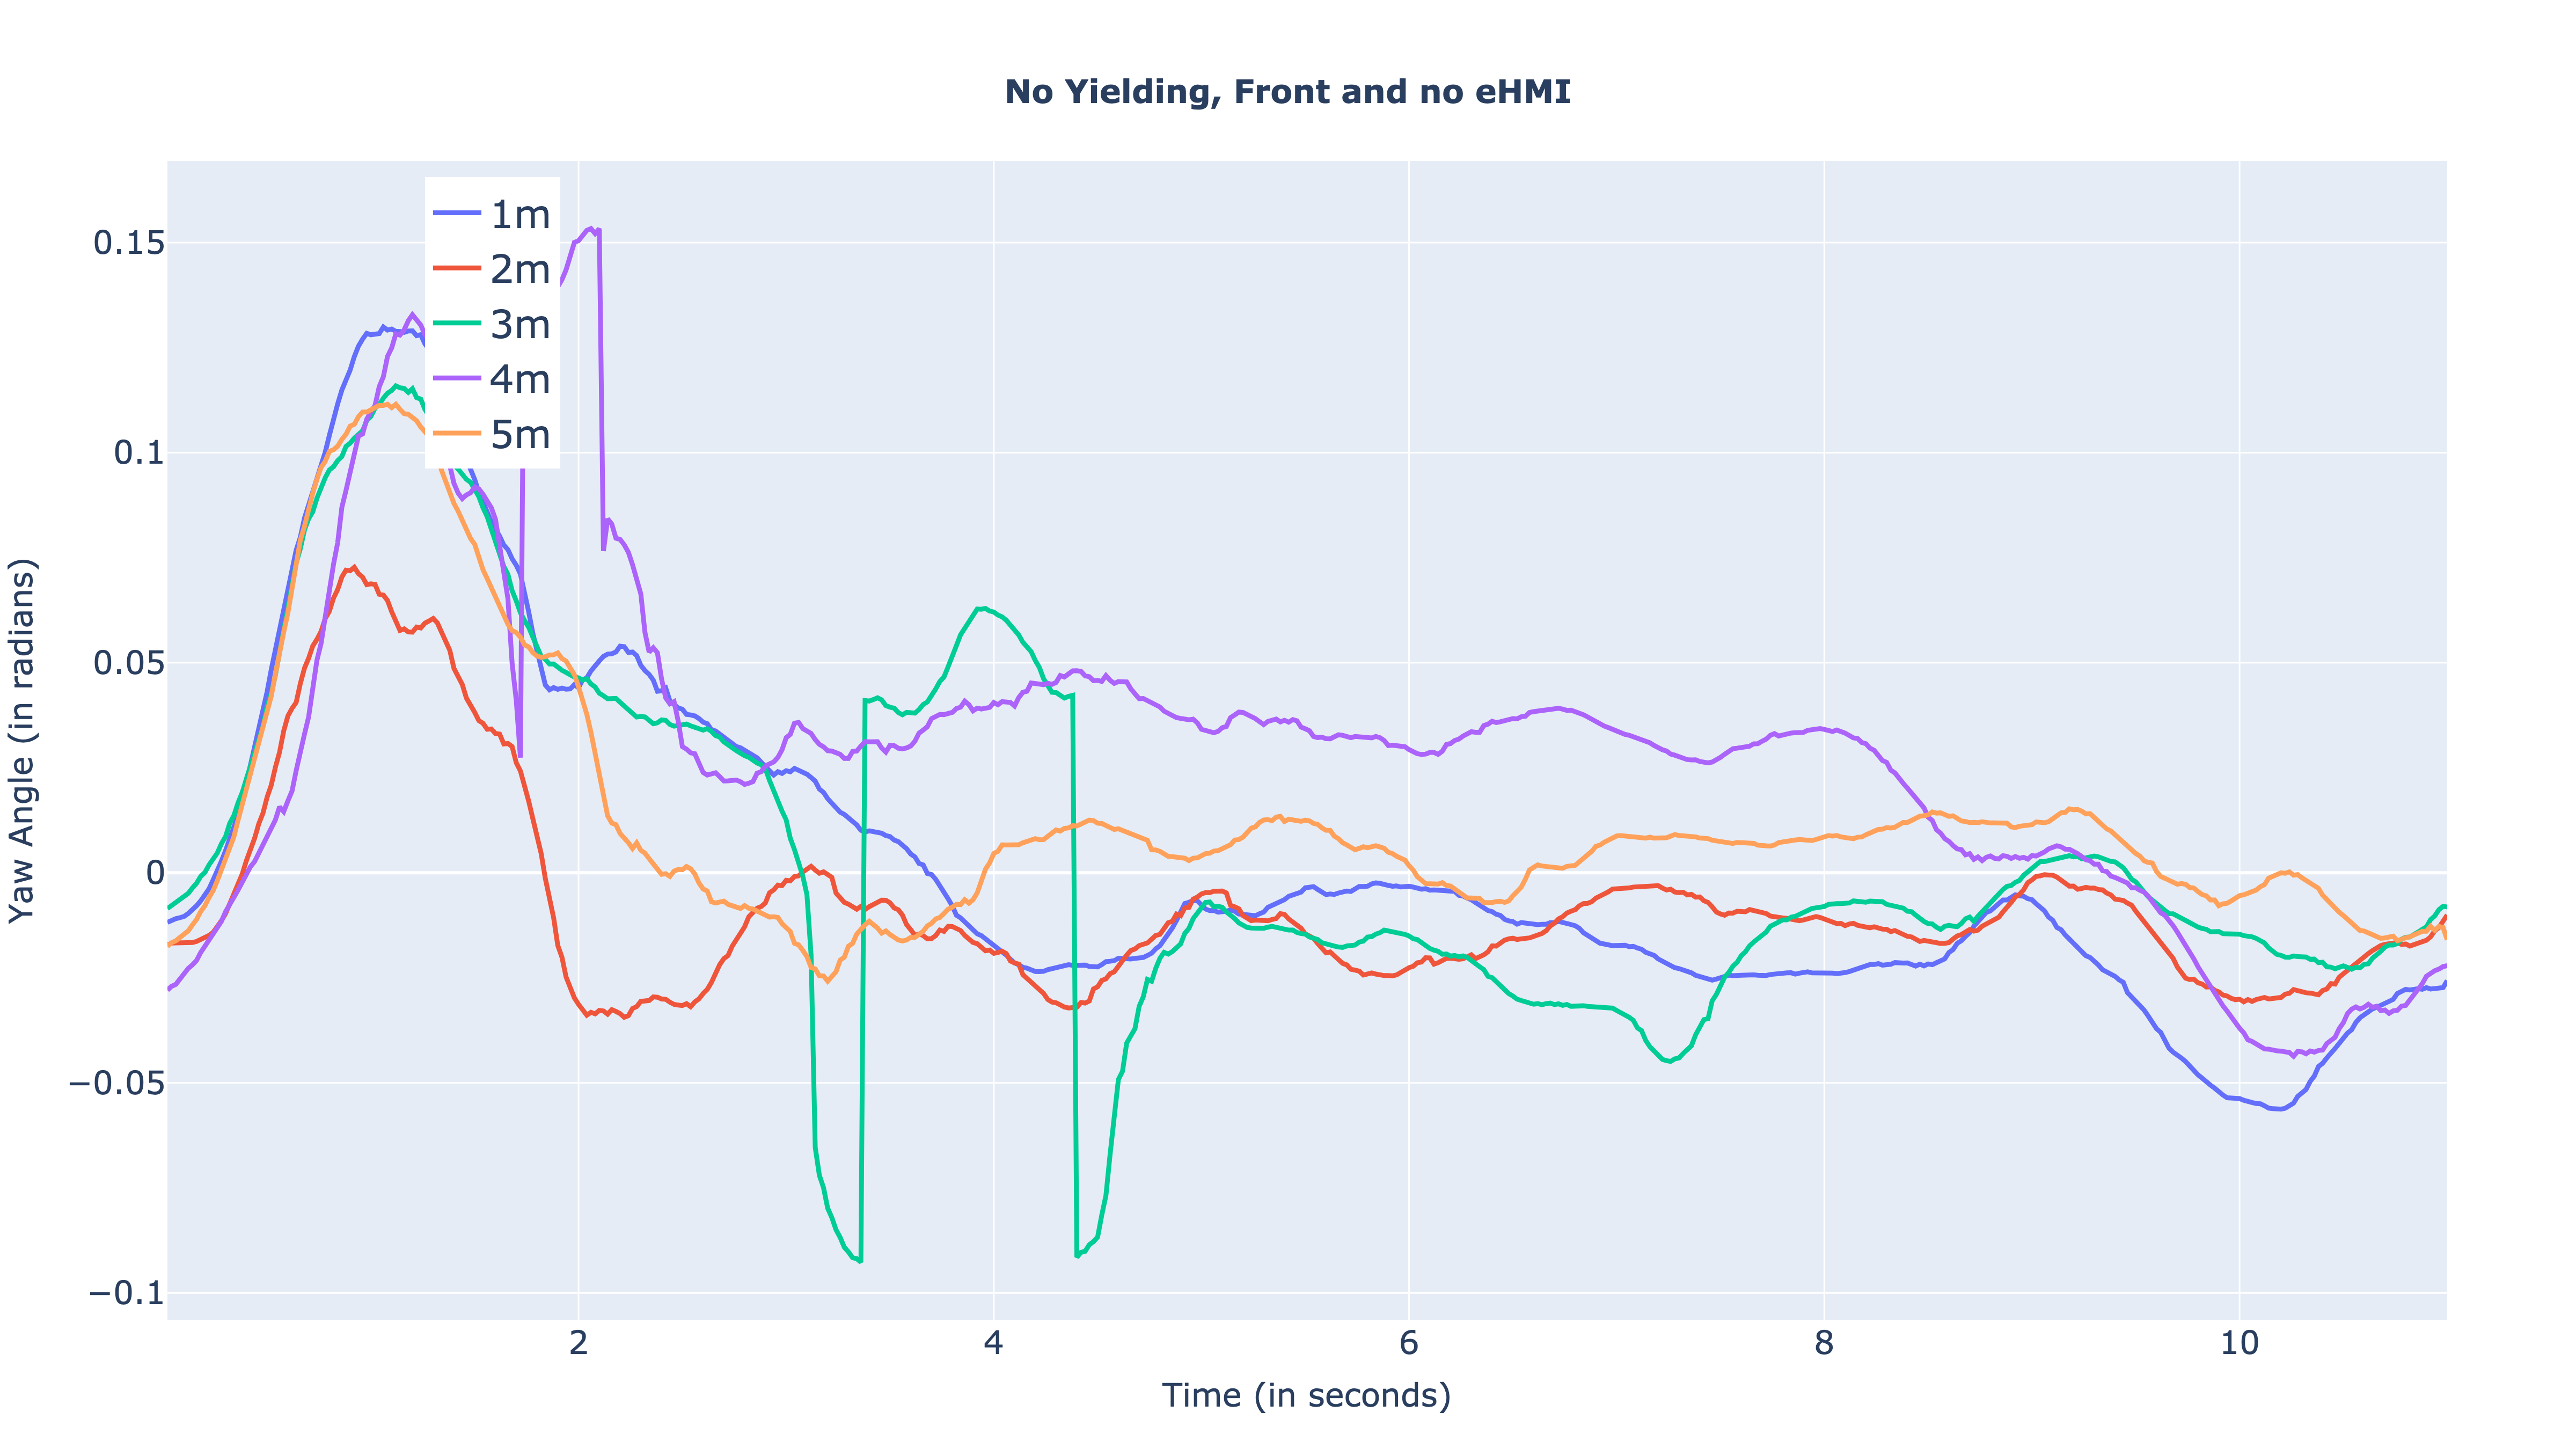 No Yielding, Front and no eHMI
1m
2m
3m
4m
5m
0.15
0.1
0.05
0
−0.05
−0.1
Yaw Angle (in radians)
2
4
6
8
10
Time (in seconds)